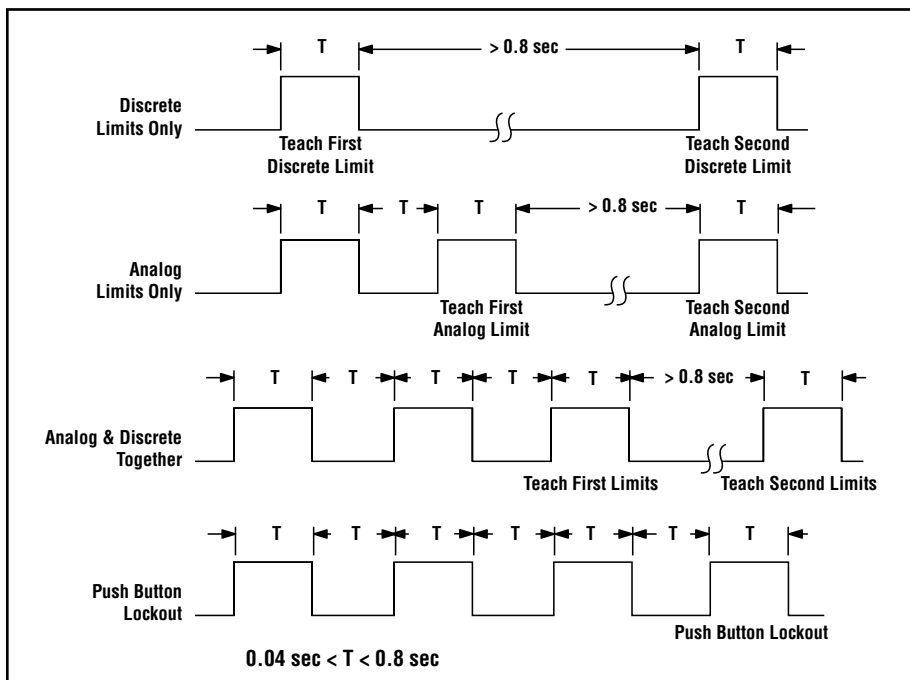 T > 0.8 sec T
Discrete
Limits Only
Teach First
Discrete Limit
Teach Second
Discrete Limit
T T T > 0.8 sec T
Analog
Limits Only
Teach First
Analog Limit
Teach Second
Analog Limit
T T T T T > 0.8 sec T
Analog & Discrete
Together
Teach First Limits Teach Second Limits
T T T T T T T
Push Button
Lockout
Push Button Lockout
0.04 sec < T < 0.8 sec